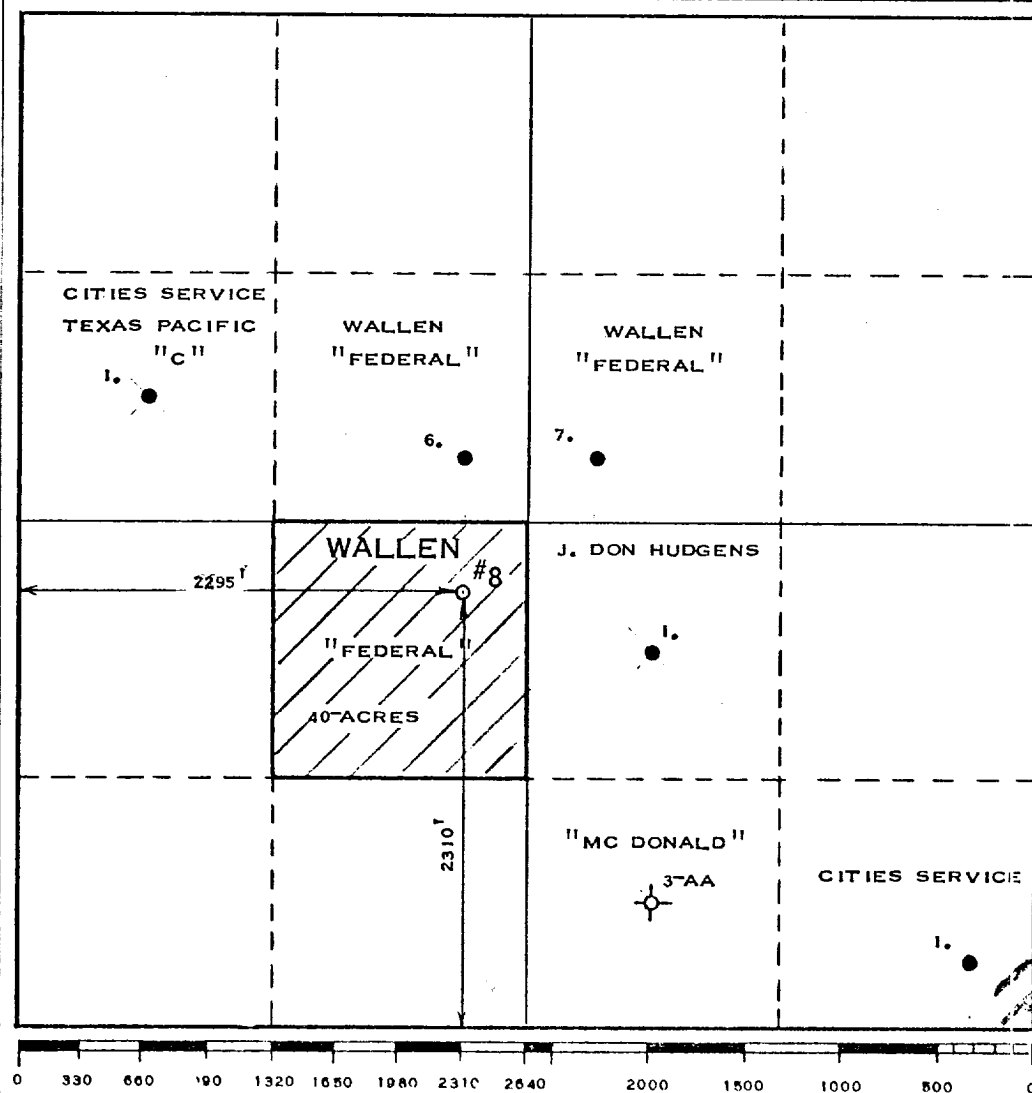 CITIES SERVICE
TEXAS PACIFIC
"C"
1.
WALLEN
"FEDERAL"
6.
WALLEN
"FEDERAL"
7.
WALLEN
#8
2295'
"FEDERAL"
40-ACRES
2310'
J. DON HUDGENS
1.
"MC DONALD"
3-AA
CITIES SERVICE
1.
0 330 660 990 1320 1650 1980 2310 2640 2000 1500 1000 500 0